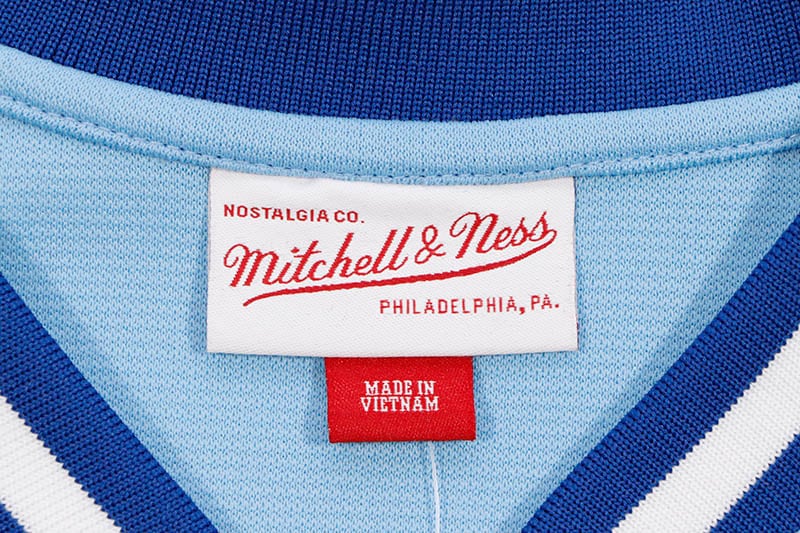 NOSTALGIA CO.
Mitchell & Ness
PHILADELPHIA, PA.
MADE IN
VIETNAM